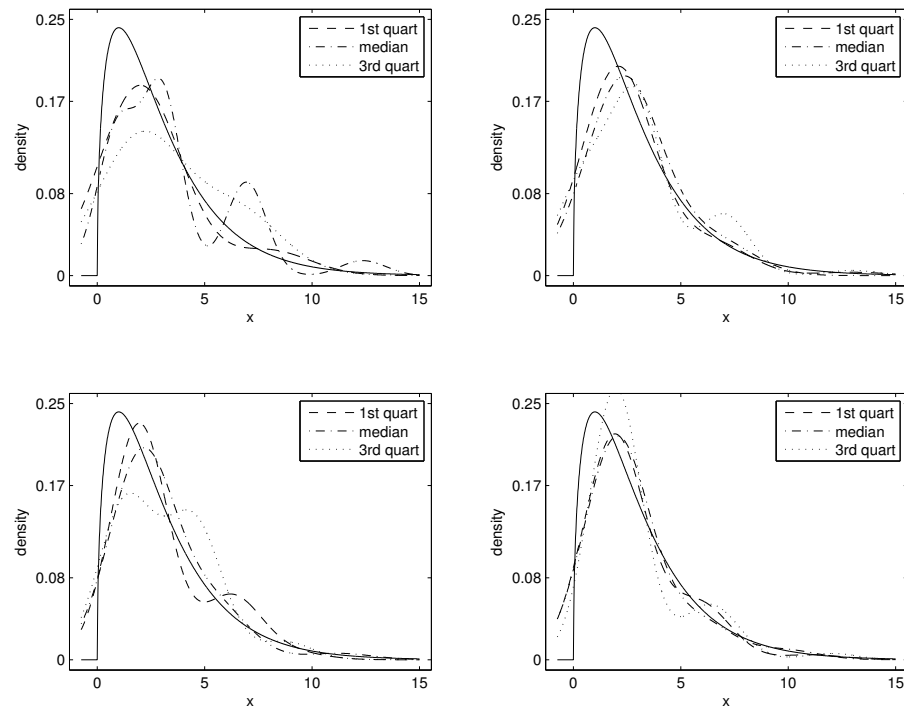 0.25
0.17
0.08
0
density
1st quart
median
3rd quart
0 5 10 15
x
0.25
0.17
0.08
0
density
1st quart
median
3rd quart
0 5 10 15
x
0.25
0.17
0.08
0
density
1st quart
median
3rd quart
0 5 10 15
x
0.25
0.17
0.08
0
density
1st quart
median
3rd quart
0 5 10 15
x